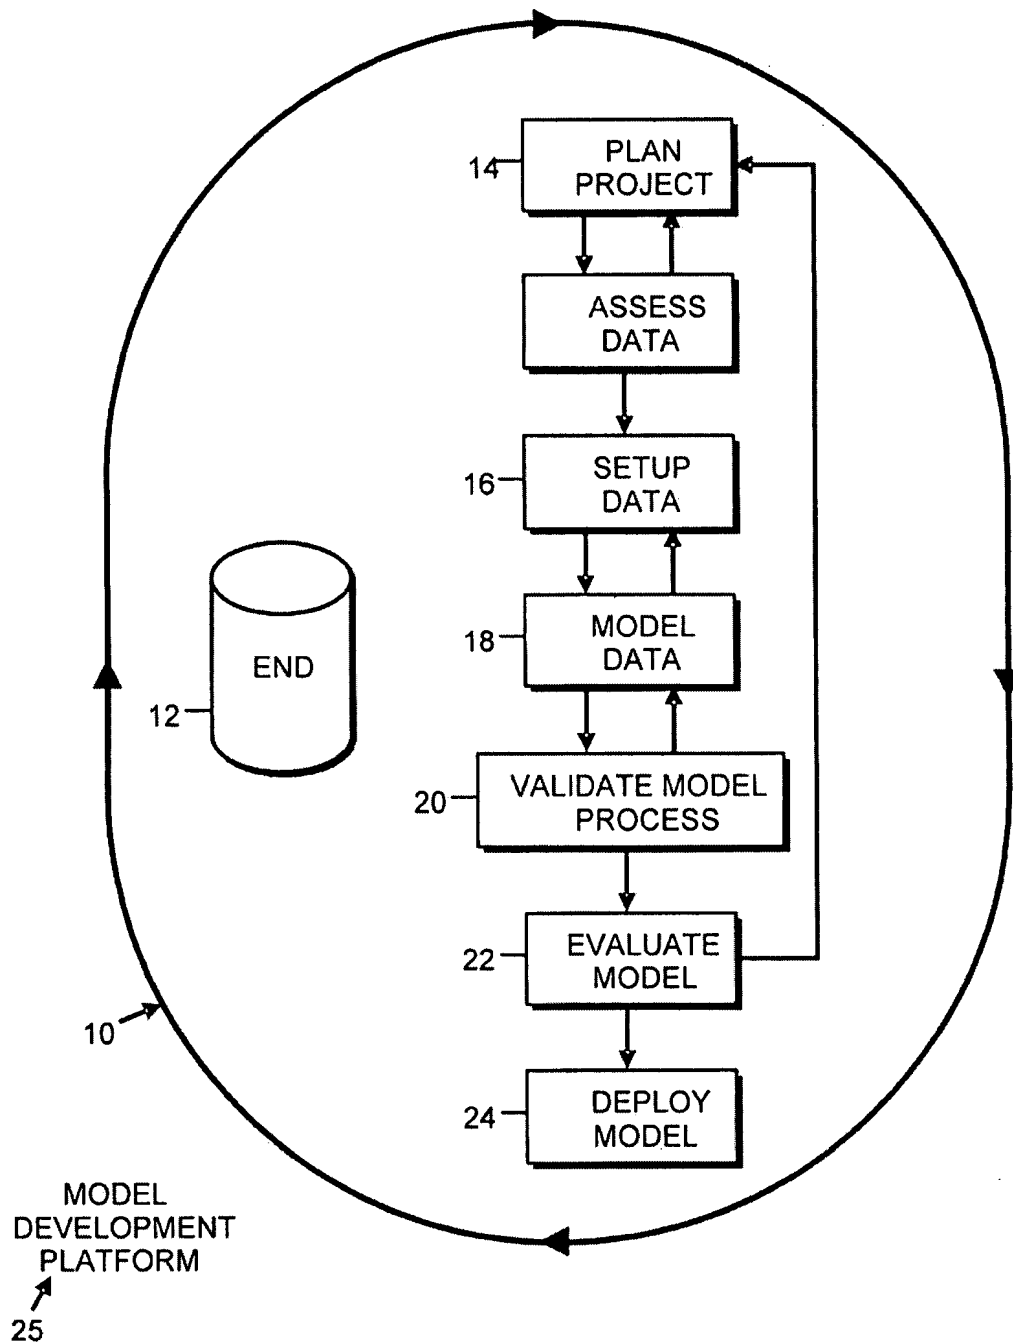 PLAN
PROJECT
14
ASSESS
DATA
SETUP
DATA
16
MODEL
DATA
18
END
12
VALIDATE MODEL
PROCESS
20
EVALUATE
MODEL
22
10
DEPLOY
MODEL
24
MODEL
DEVELOPMENT
PLATFORM
25